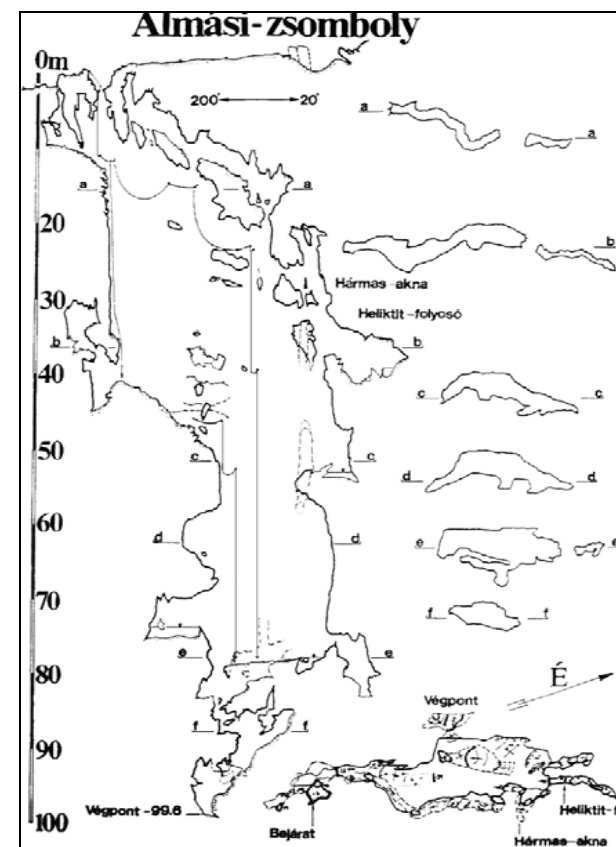 Almási-zsomboly
0m
200° 20°
a a
a a
20
b b
Hármas-akna
30
Heliktit-folyosó
b b
40
c c
50
c c
d d
60
d d
e e
70
f f
e e
80
É
Végpont
f f
90
Végpont -99.6
Bejárat
Heliktit-f
100
Hármas-akna